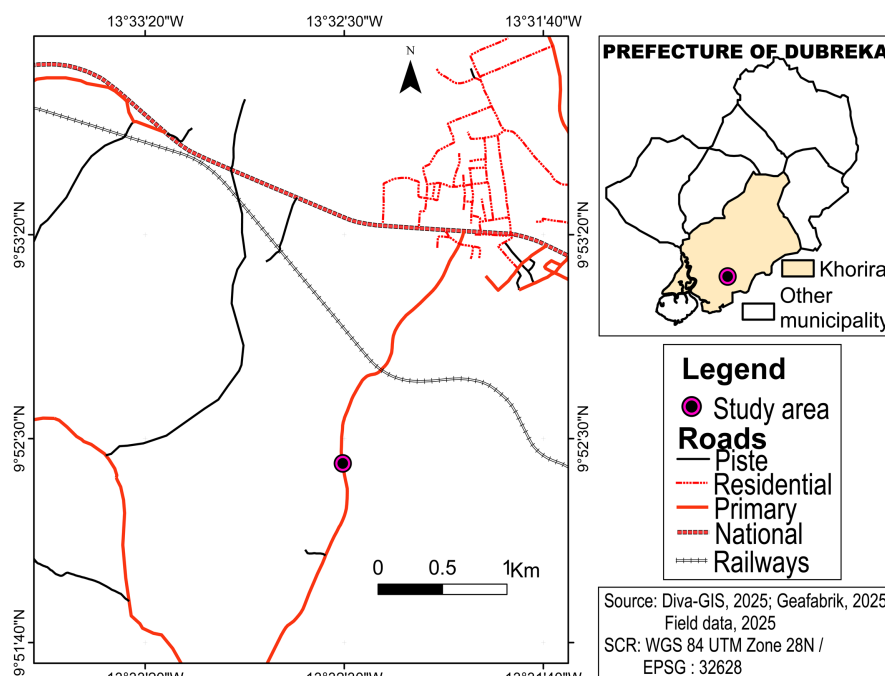 13°33'20"W 13°32'30"W 13°31'40"W
N
9°53'20"N 9°53'20"N
9°52'30"N 9°52'30"N
9°51'40"N 9°51'40"N
0 0.5 1Km
PREFECTURE OF DUBREKA
Khorira
Other
municipality
Legend
Study area
Roads
Piste
Residential
Primary
National
Railways
Source: Diva-GIS, 2025; Geafabrik, 2025
Field data, 2025
SCR: WGS 84 UTM Zone 28N /
EPSG : 32628